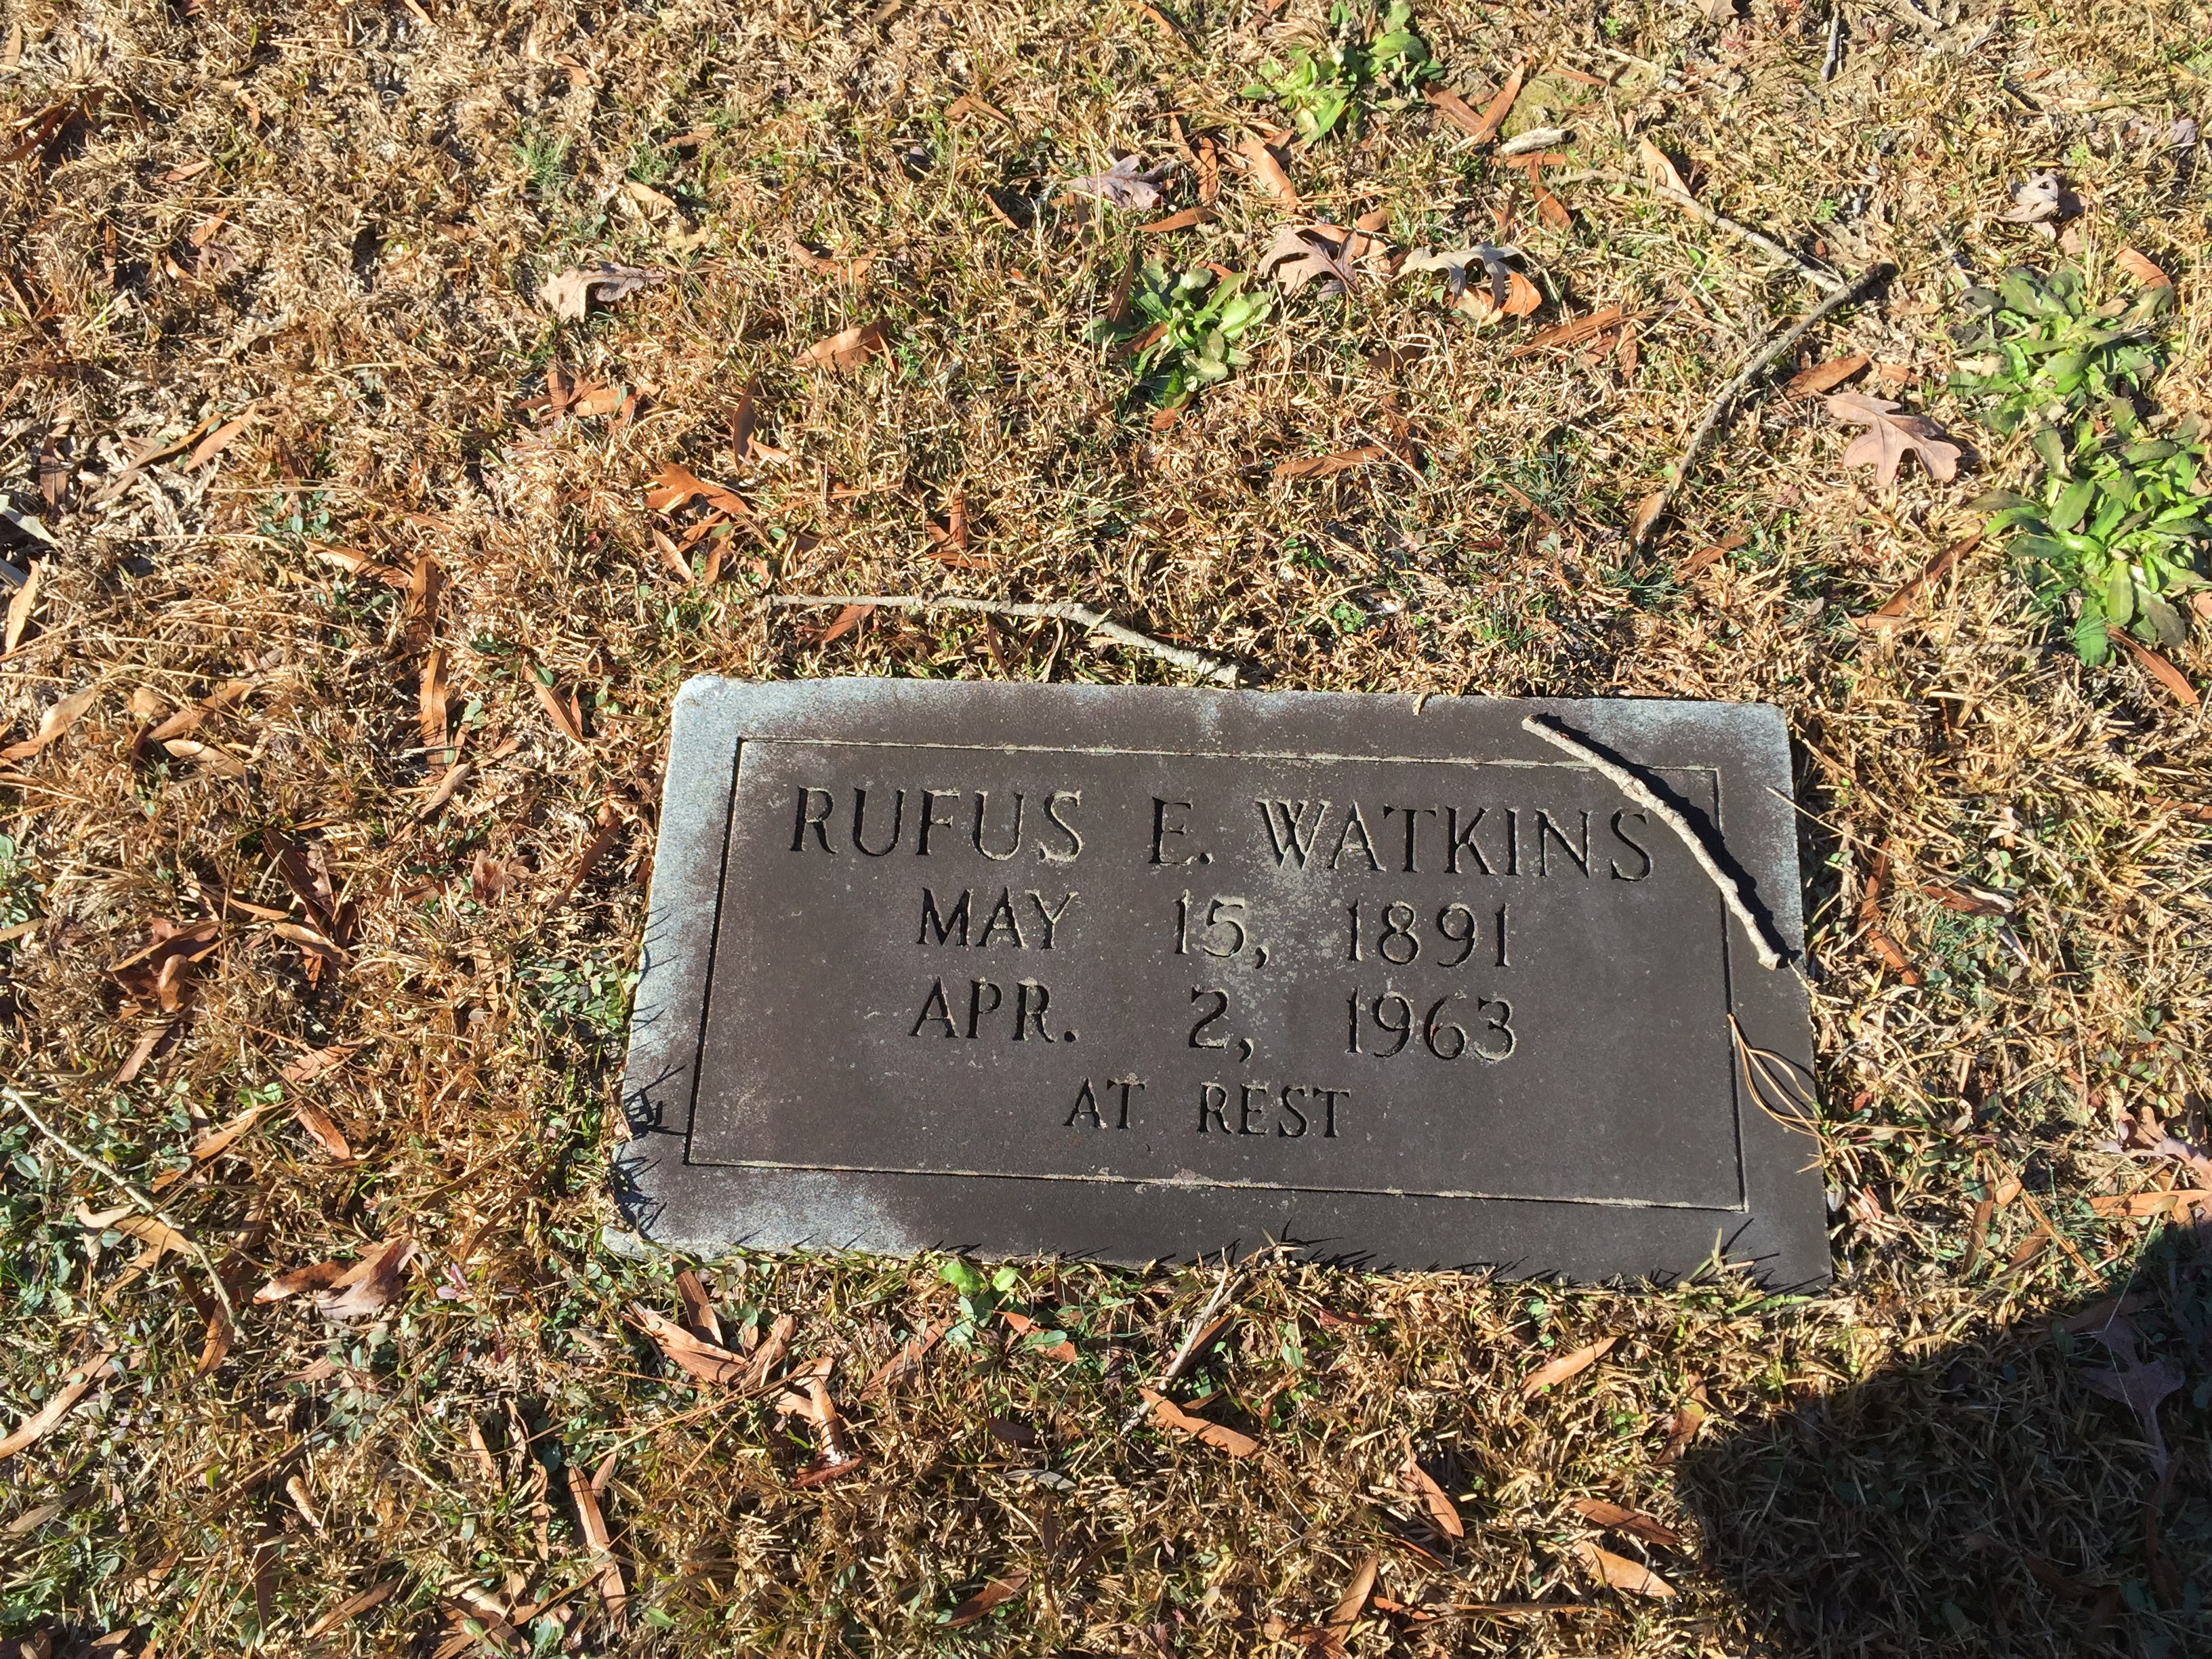 RUFUS E. WATKINS
MAY 15, 1891
APR. 2, 1963
AT REST